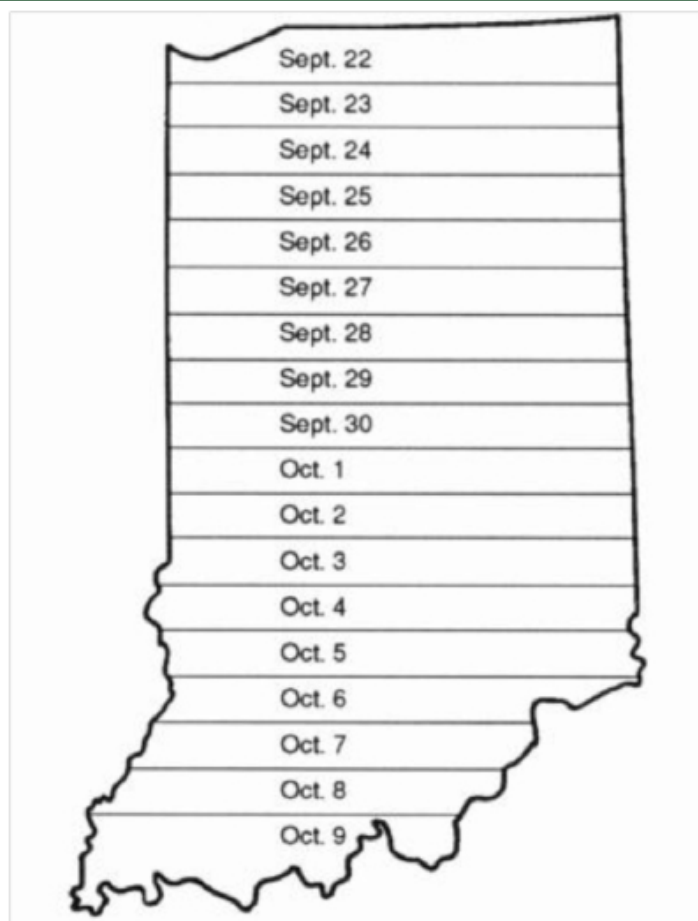 Sept. 22
Sept. 23
Sept. 24
Sept. 25
Sept. 26
Sept. 27
Sept. 28
Sept. 29
Sept. 30
Oct. 1
Oct. 2
Oct. 3
Oct. 4
Oct. 5
Oct. 6
Oct. 7
Oct. 8
Oct. 9